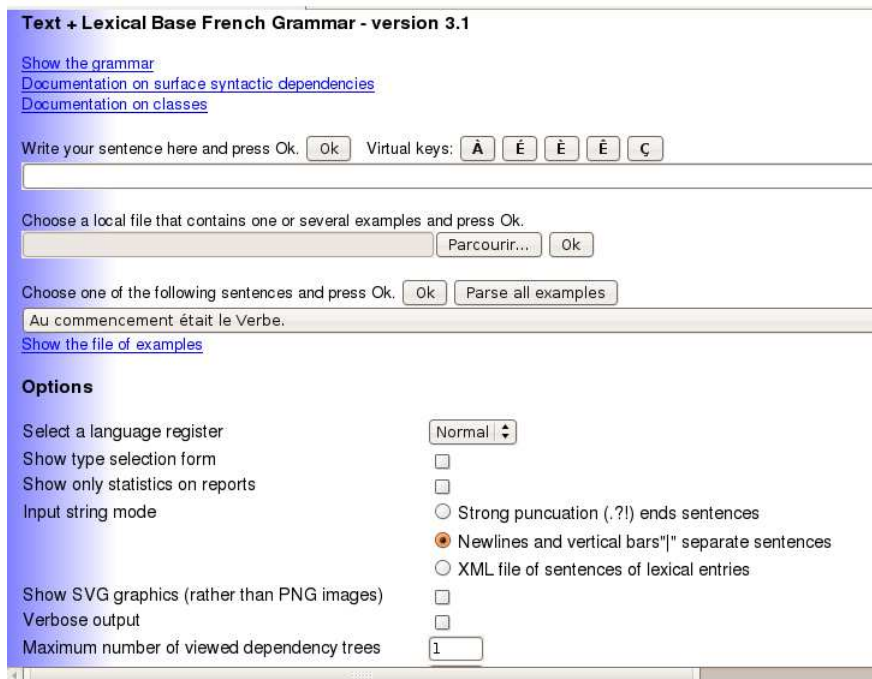 Text + Lexical Base French Grammar - version 3.1
Show the grammar
Documentation on surface syntactic dependencies
Documentation on classes
Write your sentence here and press Ok. Ok Virtual keys: À É È Ê Ç
Choose a local file that contains one or several examples and press Ok.
Parcourir... Ok
Choose one of the following sentences and press Ok. Ok Parse all examples
Au commencement était le Verbe.
Show the file of examples
Options
Select a language register Normal
Show type selection form
Show only statistics on reports
Input string mode Strong puncuation (.?!) ends sentences
Newlines and vertical bars"|" separate sentences
XML file of sentences of lexical entries
Show SVG graphics (rather than PNG images)
Verbose output
Maximum number of viewed dependency trees 1